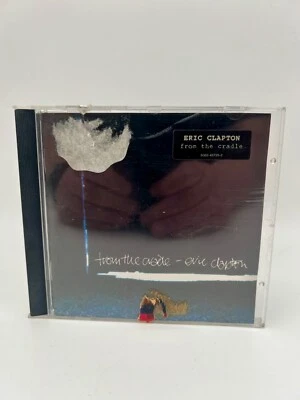 ERIC CLAPTON
from the cradle
from the cradle - eric clapton